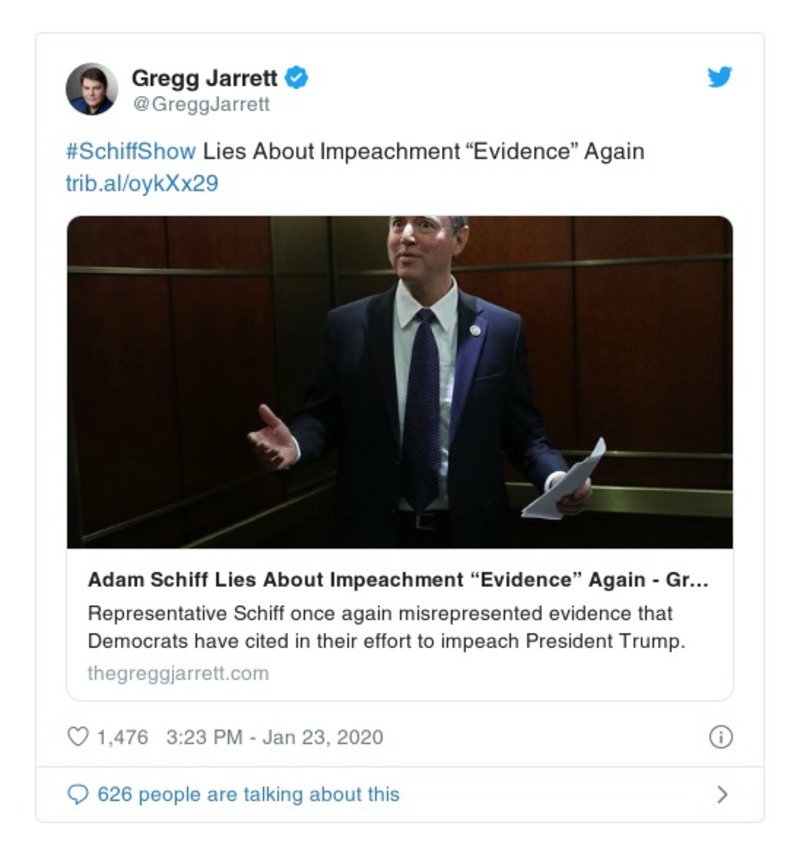 Gregg Jarrett
@GreggJarrett
#SchiffShow Lies About Impeachment “Evidence” Again
trib.al/oykXx29
Adam Schiff Lies About Impeachment “Evidence” Again - Gr...
Representative Schiff once again misrepresented evidence that
Democrats have cited in their effort to impeach President Trump.
thegreggjarrett.com
1,476 3:23 PM - Jan 23, 2020
626 people are talking about this